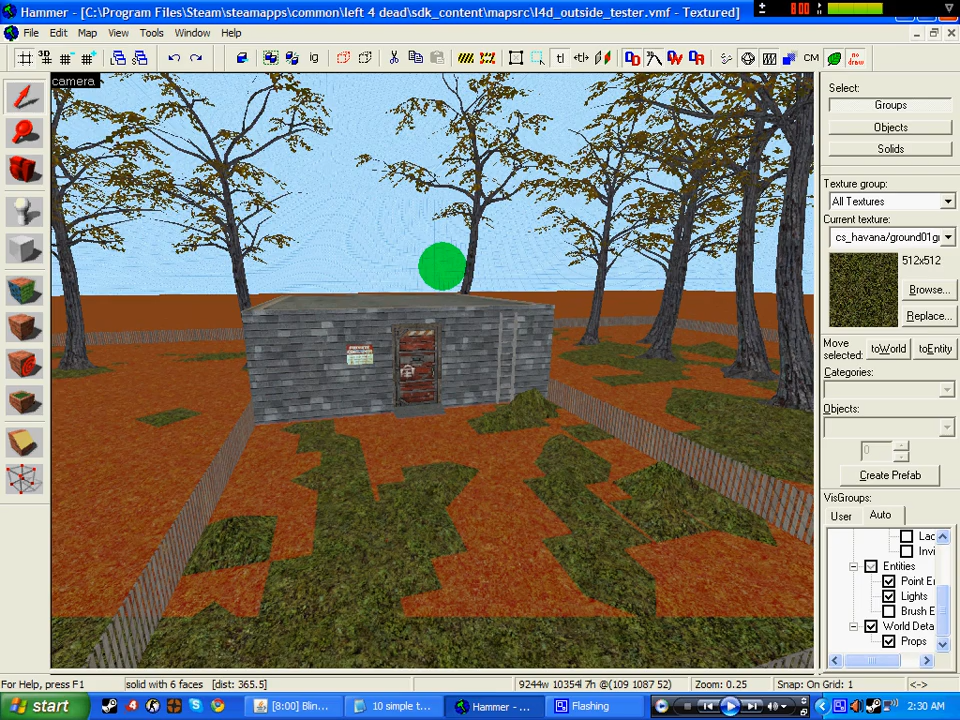 Hammer - [C:\Program Files\Steam\steamapps\common\left 4 dead\sdk_content\mapsrc\l4d_outside_tester.vmf - Textured]
File Edit Map View Tools Window Help
camera
Select:
Groups
Objects
Solids
Texture group:
All Textures
Current texture:
cs_havana/ground01gr
512x512
Browse...
Replace...
Move selected:
toWorld
toEntity
Categories:
Objects:
0
Create Prefab
VisGroups:
User Auto
Invi
Entities
Point E
Lights
Brush E
World Deta
Props
For Help, press F1
solid with 6 faces [dist: 365.5]
9244w 10354l 7h @(109 1087 52)
Zoom: 0.25
Snap: On Grid: 1
<->
start
[8:00] Blin...
10 simple t...
Hammer - ...
Flashing
2:30 AM